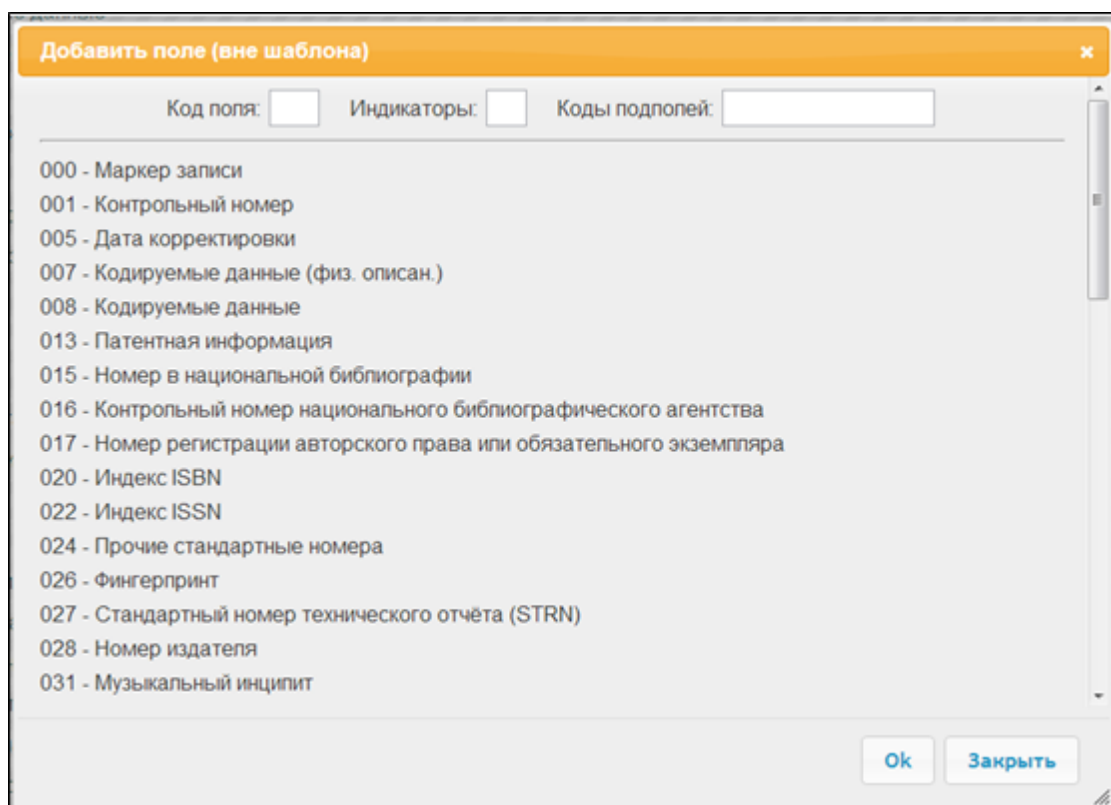 Добавить поле (вне шаблона)
Код поля: Индикаторы: Коды подполей:
000 - Маркер записи
001 - Контрольный номер
005 - Дата корректировки
007 - Кодируемые данные (физ. описан.)
008 - Кодируемые данные
013 - Патентная информация
015 - Номер в национальной библиографии
016 - Контрольный номер национального библиографического агентства
017 - Номер регистрации авторского права или обязательного экземпляра
020 - Индекс ISBN
022 - Индекс ISSN
024 - Прочие стандартные номера
026 - Фингерпринт
027 - Стандартный номер технического отчёта (STRN)
028 - Номер издателя
031 - Музыкальный инципит
Ok Закрыть